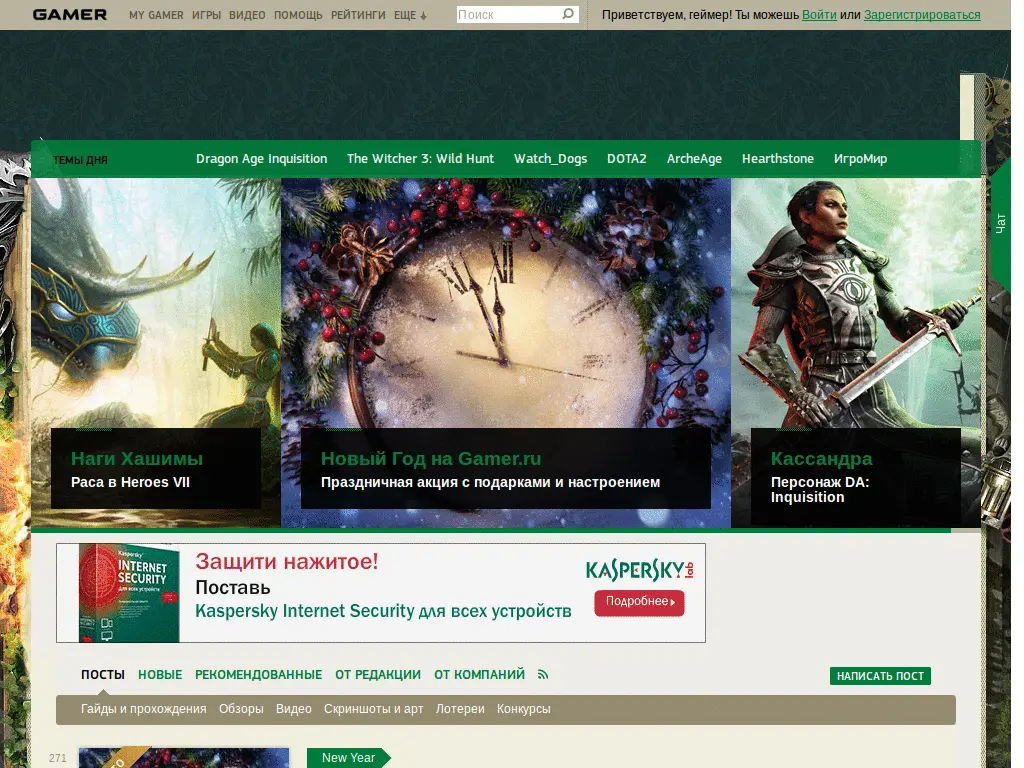 GAMER MY GAMER ИГРЫ ВИДЕО ПОМОЩЬ РЕЙТИНГИ ЕЩЕ Поиск Приветствуем, геймер! Ты можешь Войти или Зарегистрироваться
ТЕМЫ ДНЯ Dragon Age Inquisition The Witcher 3: Wild Hunt Watch_Dogs DOTA2 ArcheAge Hearthstone ИгроМир
Чат
Наги Хашимы
Раса в Heroes VII
Новый Год на Gamer.ru
Праздничная акция с подарками и настроением
Кассандра
Персонаж DA:
Inquisition
Kaspersky
INTERNET
SECURITY
для всех устройств
Защити нажитое!
Поставь
Kaspersky Internet Security для всех устройств
KASPERSKY lab
Подробнее
ПОСТЫ НОВЫЕ РЕКОМЕНДОВАННЫЕ ОТ РЕДАКЦИИ ОТ КОМПАНИЙ НАПИСАТЬ ПОСТ
Гайды и прохождения Обзоры Видео Скриншоты и арт Лотереи Конкурсы
271 New Year